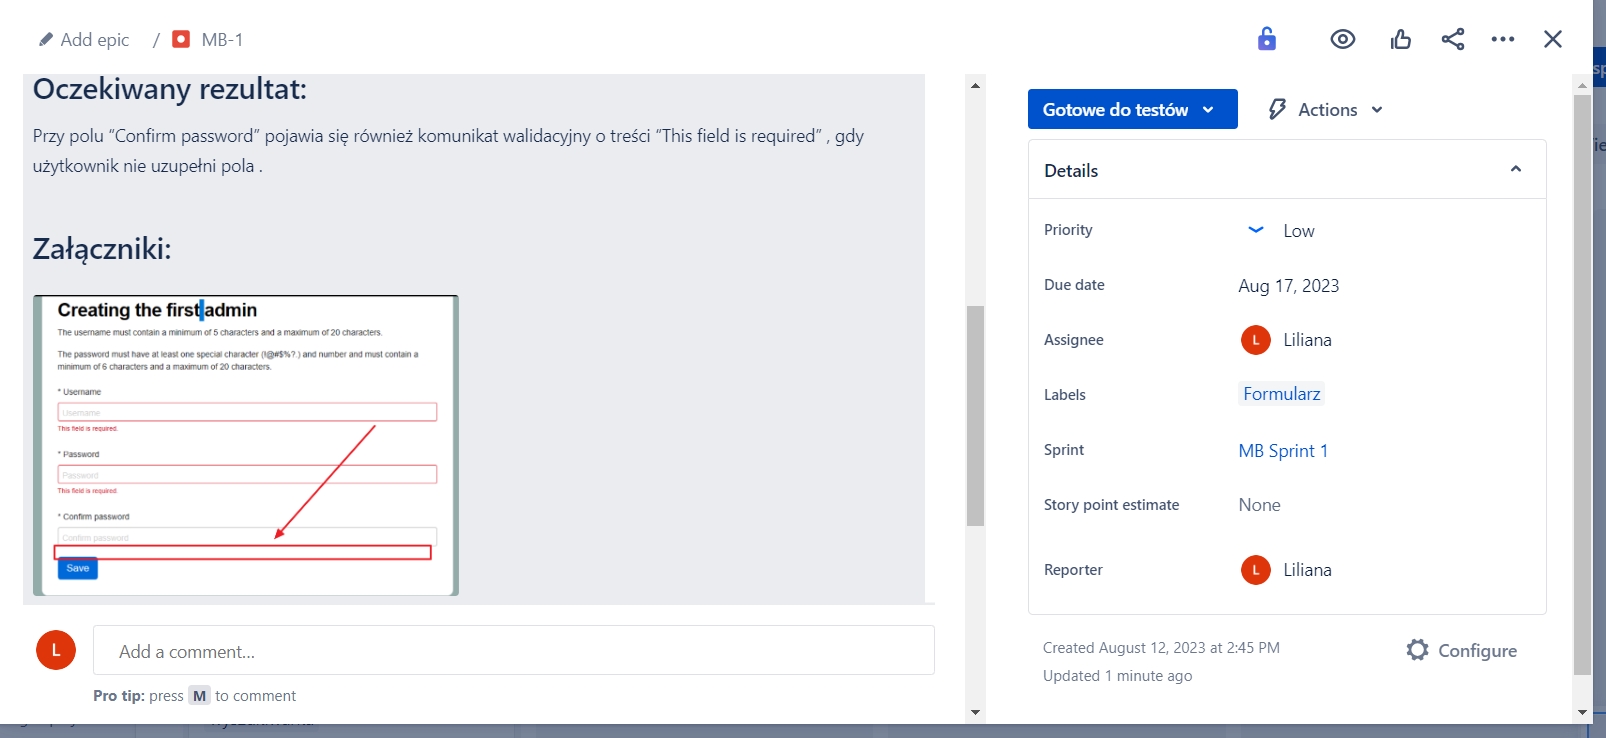 Add epic / MB-1
Oczekiwany rezultat:
Przy polu “Confirm password” pojawia się również komunikat walidacyjny o treści “This field is required” , gdy
użytkownik nie uzupełni pola .
Załączniki:
Creating the first admin
The username must contain a minimum of 5 characters and a maximum of 20 characters.
The password must have at least one special character (!@#$%?.) and number and must contain a
minimum of 6 characters and a maximum of 20 characters.
* Username
Username
This field is required.
* Password
Password
This field is required.
* Confirm password
Confirm password
Save
L
Add a comment…
Pro tip: press M to comment
Gotowe do testów
Actions
Details
Priority
Low
Due date
Aug 17, 2023
Assignee
L Liliana
Labels
Formularz
Sprint
MB Sprint 1
Story point estimate
None
Reporter
L Liliana
Created August 12, 2023 at 2:45 PM
Updated 1 minute ago
Configure